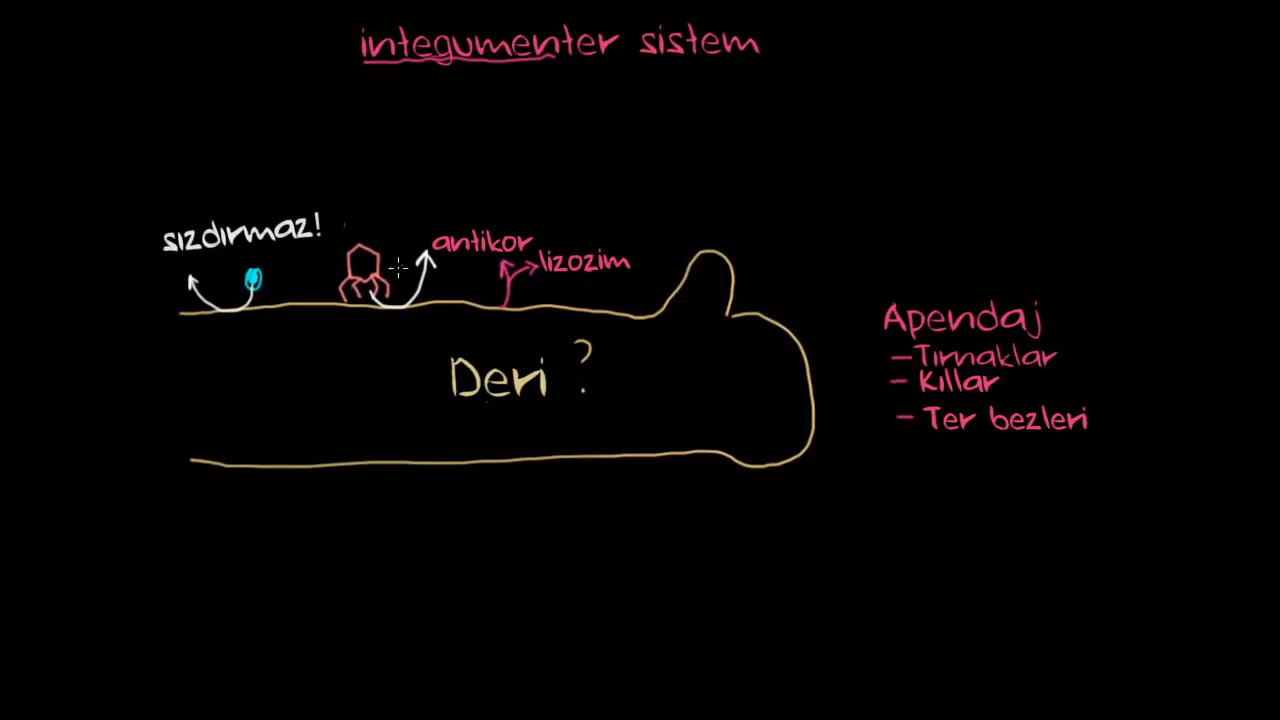 integumenter sistem
sızdırmaz!
antikor
lizozim
Deri ?
Apendaj
- Tırnaklar
- Kıllar
- Ter bezleri